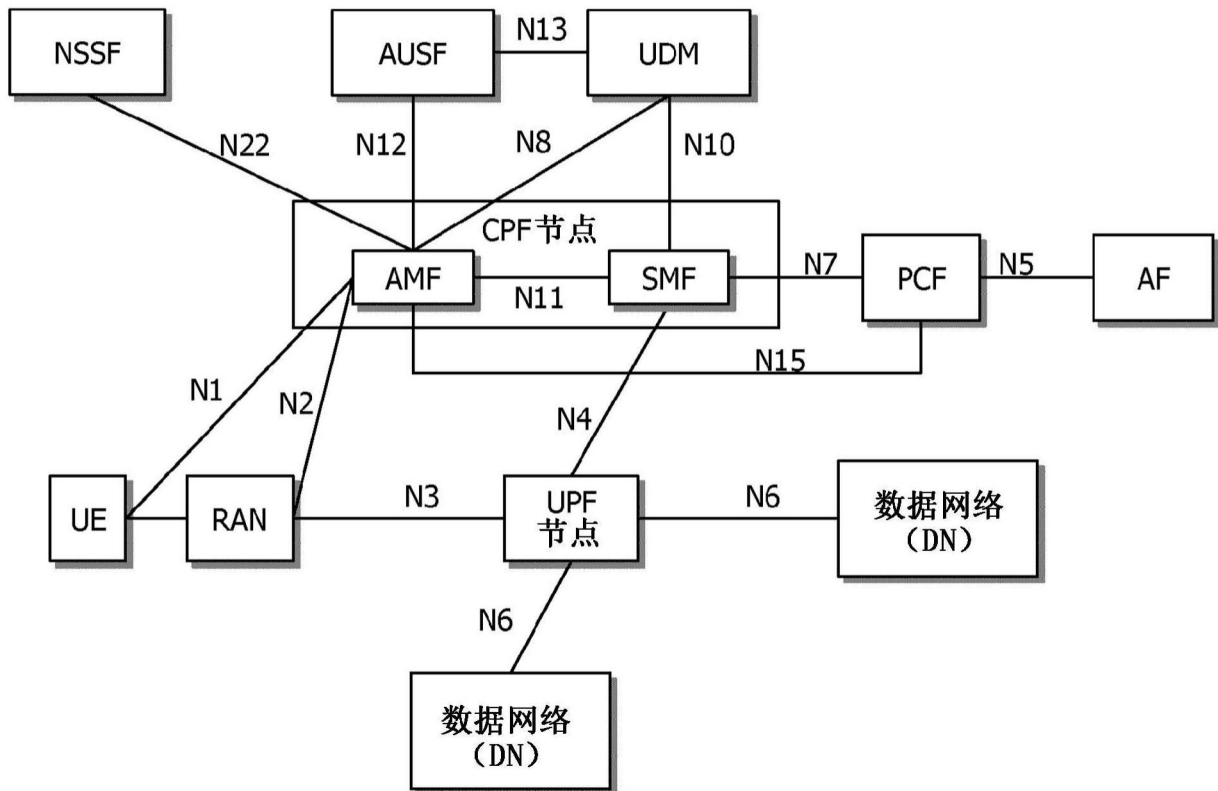 NSSF
AUSF
N13
UDM
N22
N12
N8
N10
CPF节点
AMF
N11
SMF
N7
PCF
N5
AF
N15
N1
N2
N4
UE
RAN
N3
UPF
节点
N6
数据网络
（DN）
N6
数据网络
（DN）